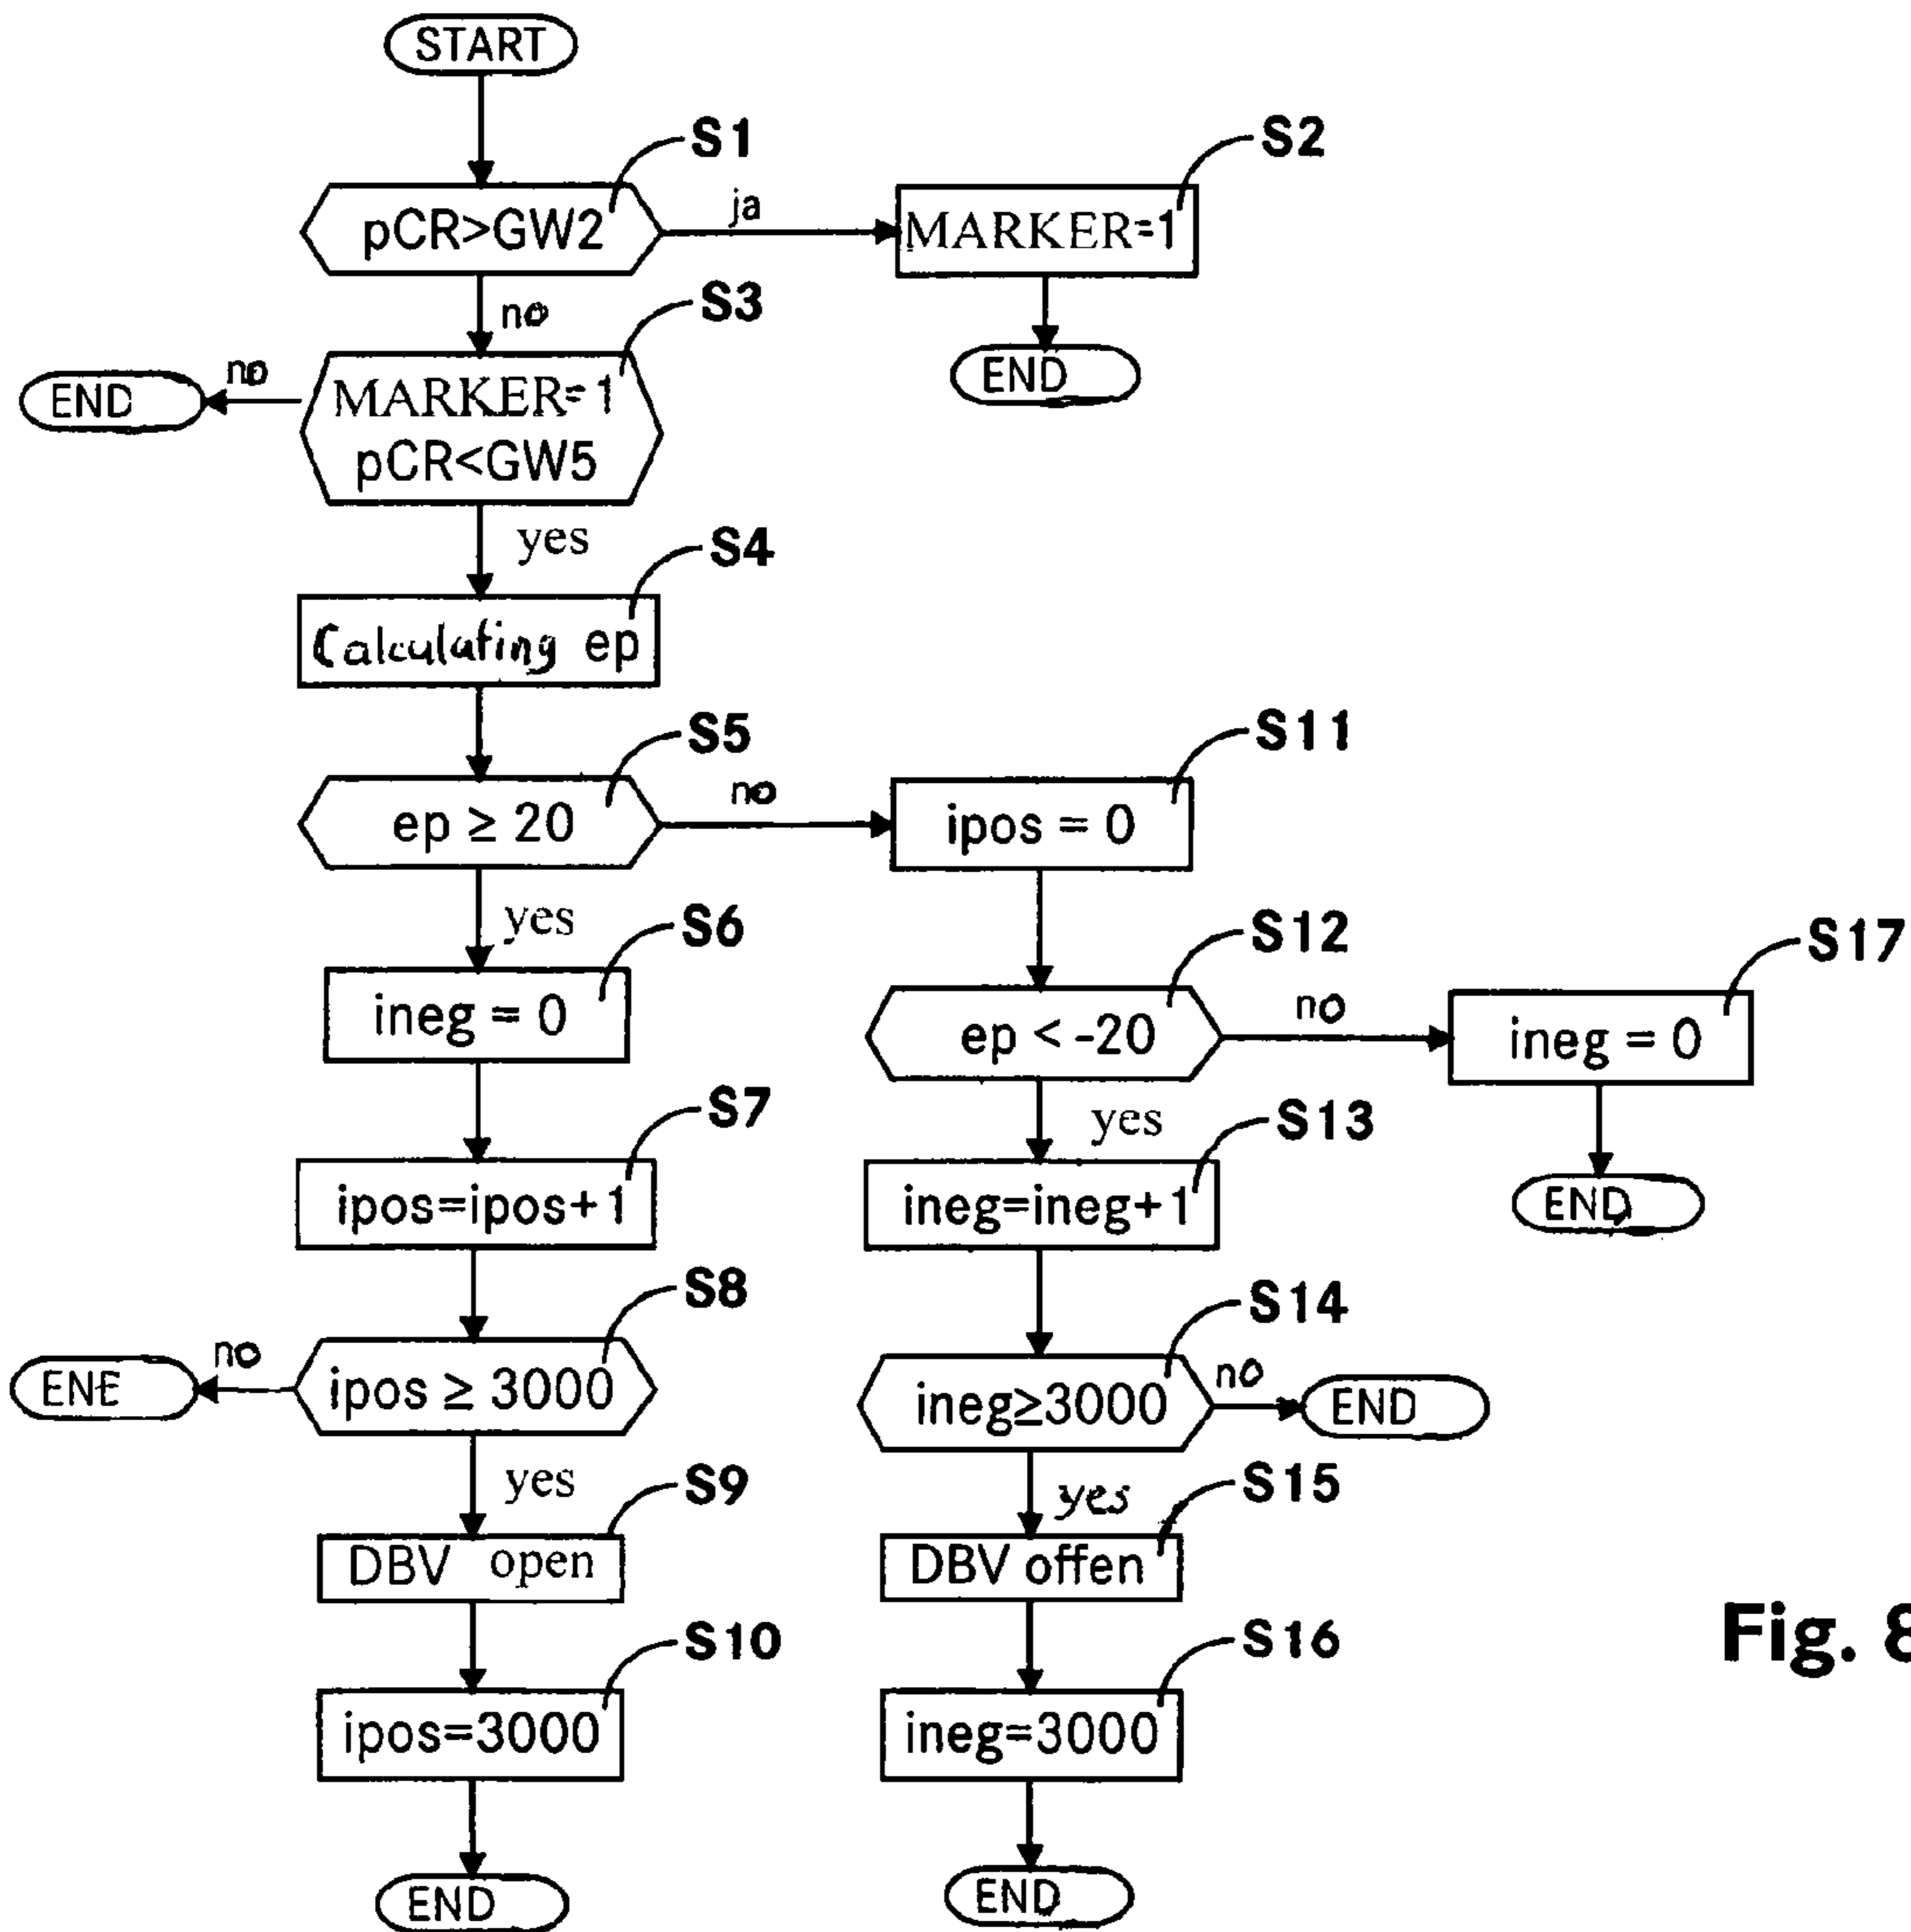 START
S1
S2
pCR>GW2
ja
MARKER=1
no
S3
END
no
MARKER=1
END
pCR<GW5
yes
S4
Calculating ep
S5
S11
ep ≥ 20
no
ipos = 0
yes
S6
S12
S17
ineg = 0
ep < -20
no
ineg = 0
S7
yes
S13
ipos=ipos+1
ineg=ineg+1
END
S8
S14
no
ENE
ipos ≥ 3000
ineg≥3000
no
END
yes
S9
yes
S15
DBV open
DBV offen
Fig. 8
S10
S16
ipos=3000
ineg=3000
END
END